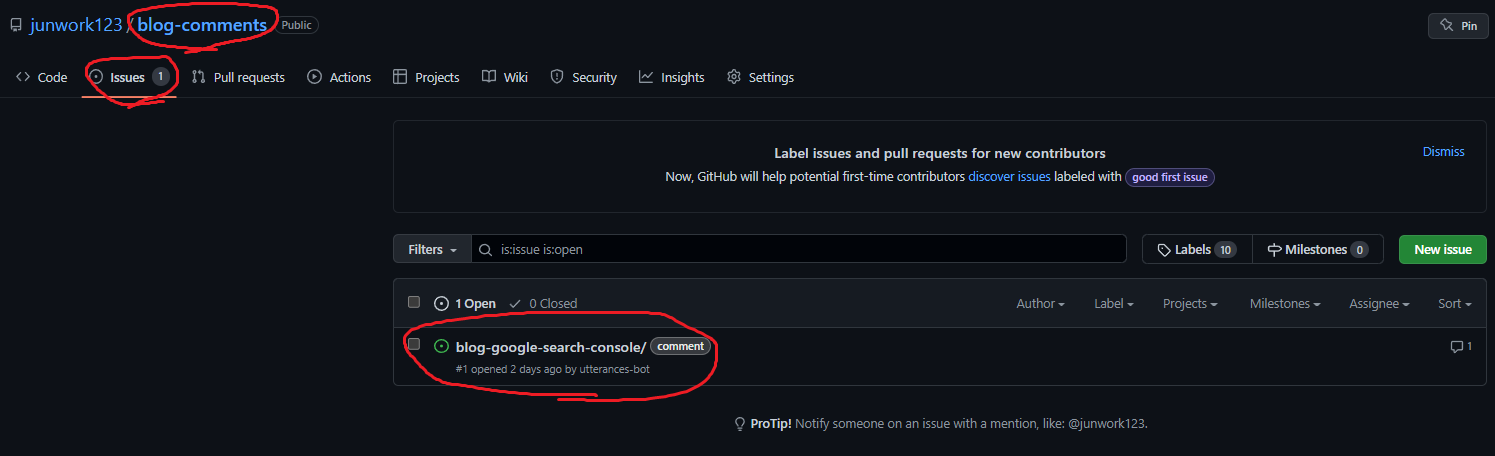 junwork123 / blog-comments Public Pin
Code Issues 1 Pull requests Actions Projects Wiki Security Insights Settings
Label issues and pull requests for new contributors Dismiss
Now, GitHub will help potential first-time contributors discover issues labeled with good first issue
Filters is:issue is:open Labels 10 Milestones 0 New issue
1 Open 0 Closed Author Label Projects Milestones Assignee Sort
blog-google-search-console/ comment 1
#1 opened 2 days ago by utterances-bot
ProTip! Notify someone on an issue with a mention, like: @junwork123.